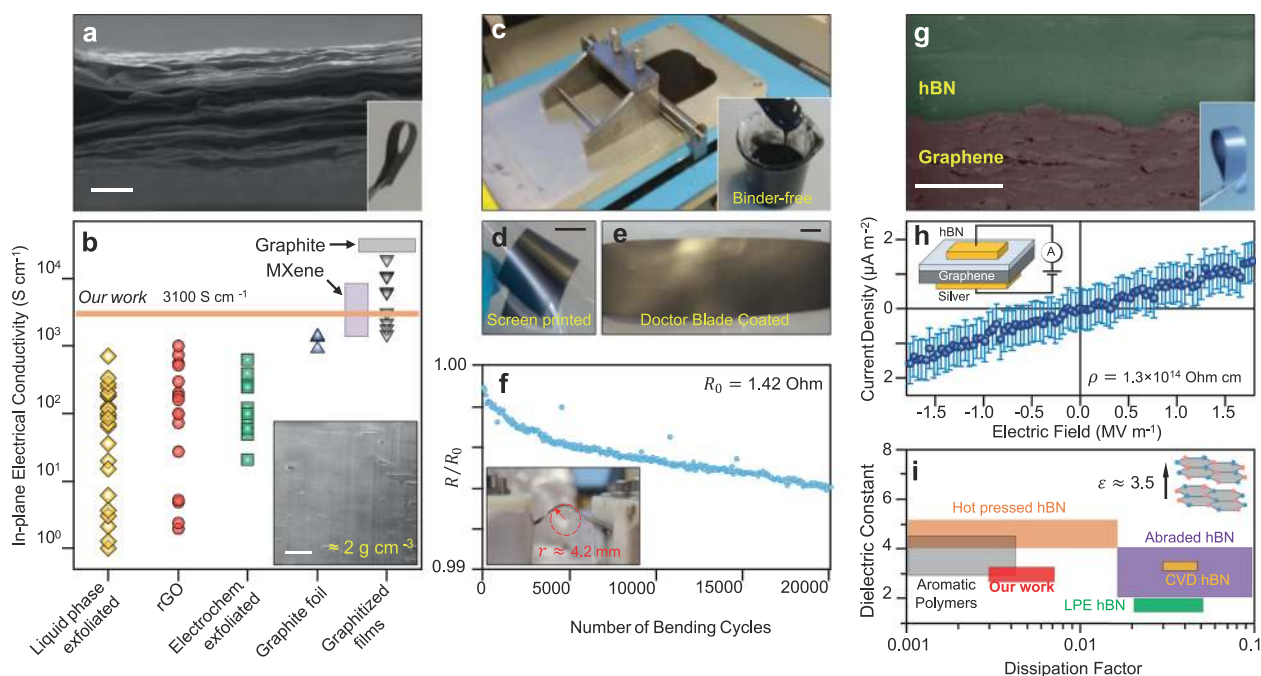 a
b
In-plane Electrical Conductivity (S cm⁻¹)
10⁴
10³
10²
10¹
10⁰
Graphite
MXene
Our work 3100 S cm⁻¹
≈ 2 g cm⁻³
Liquid phase
exfoliated
rGO
Electrochem
exfoliated
Graphite foil
Graphitized
films
c
Binder-free
d
Screen printed
e
Doctor Blade Coated
f
R/R₀
1.00
0.99
R₀ = 1.42 Ohm
r ≈ 4.2 mm
0
5000
10000
15000
20000
Number of Bending Cycles
g
hBN
Graphene
h
Current Density (µA m⁻²)
2
1
0
1
2
hBN
Graphene
Silver
A
ρ = 1.3×10¹⁴ Ohm cm
-1.5
-1.0
-0.5
0.0
0.5
1.0
1.5
Electric Field (MV m⁻¹)
i
Dielectric Constant
8
6
4
2
0
ε ≈ 3.5
Hot pressed hBN
Abraded hBN
CVD hBN
Aromatic
Polymers
Our work
LPE hBN
0.001
0.01
0.1
Dissipation Factor